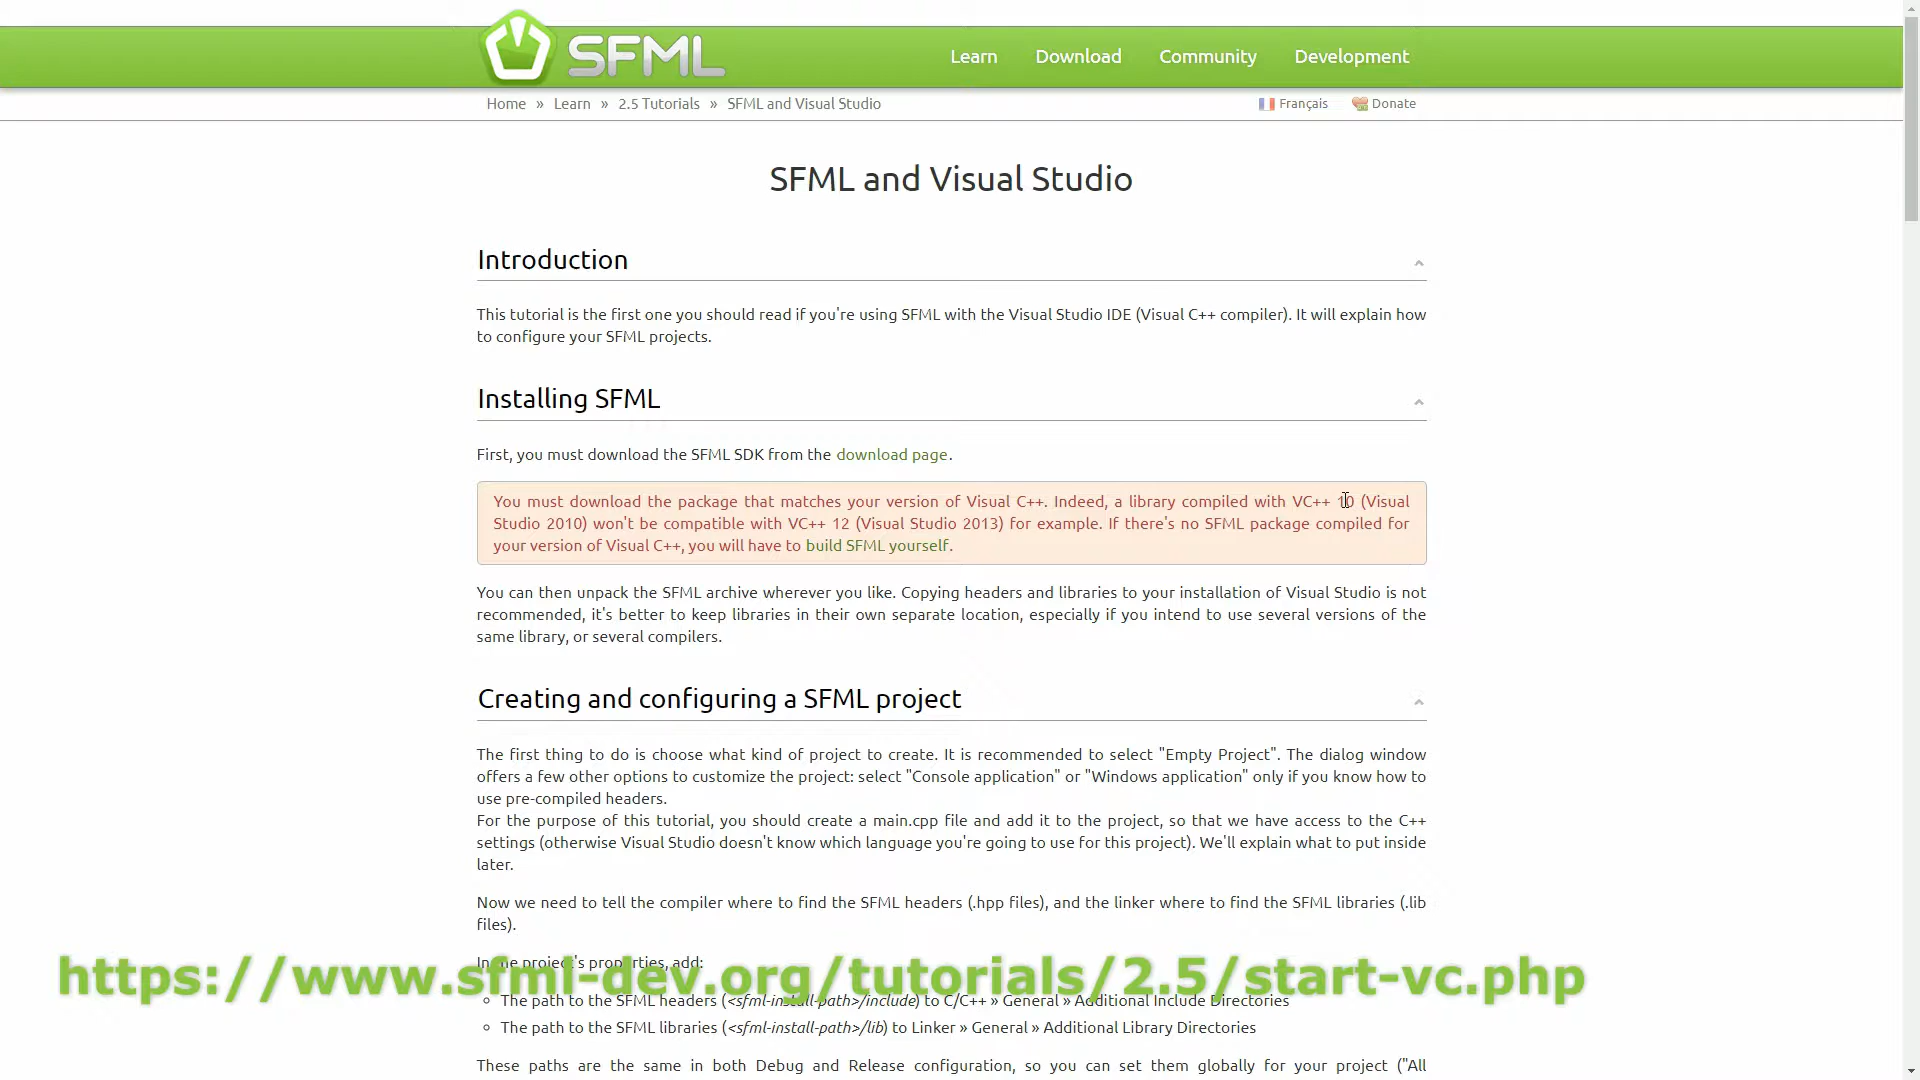 SFML
Learn Download Community Development
Home » Learn » 2.5 Tutorials » SFML and Visual Studio
Français Donate
SFML and Visual Studio
Introduction
This tutorial is the first one you should read if you're using SFML with the Visual Studio IDE (Visual C++ compiler). It will explain how
to configure your SFML projects.
Installing SFML
First, you must download the SFML SDK from the download page.
You must download the package that matches your version of Visual C++. Indeed, a library compiled with VC++ 10 (Visual
Studio 2010) won't be compatible with VC++ 12 (Visual Studio 2013) for example. If there's no SFML package compiled for
your version of Visual C++, you will have to build SFML yourself.
You can then unpack the SFML archive wherever you like. Copying headers and libraries to your installation of Visual Studio is not
recommended, it's better to keep libraries in their own separate location, especially if you intend to use several versions of the
same library, or several compilers.
Creating and configuring a SFML project
The first thing to do is choose what kind of project to create. It is recommended to select "Empty Project". The dialog window
offers a few other options to customize the project: select "Console application" or "Windows application" only if you know how to
use pre-compiled headers.
For the purpose of this tutorial, you should create a main.cpp file and add it to the project, so that we have access to the C++
settings (otherwise Visual Studio doesn't know which language you're going to use for this project). We'll explain what to put inside
later.
Now we need to tell the compiler where to find the SFML headers (.hpp files), and the linker where to find the SFML libraries (.lib
files).
In the project's properties, add:
https://www.sfml-dev.org/tutorials/2.5/start-vc.php
The path to the SFML headers (<sfml-install-path>/include) to C/C++ » General » Additional Include Directories
The path to the SFML libraries (<sfml-install-path>/lib) to Linker » General » Additional Library Directories
These paths are the same in both Debug and Release configuration, so you can set them globally for your project ("All